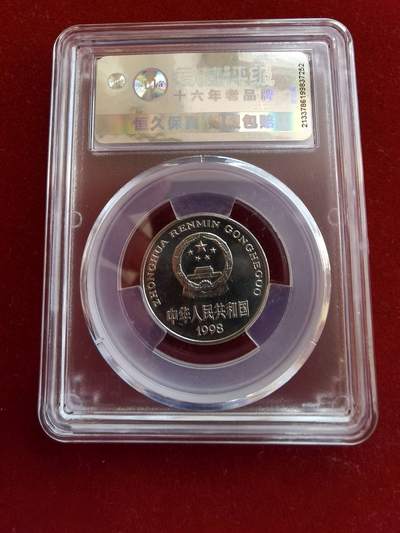 十六年老品牌
恒久保真 包赔
2133786199837252
ZHONGHUA RENMIN GONGHEGUO
中华人民共和国
1998